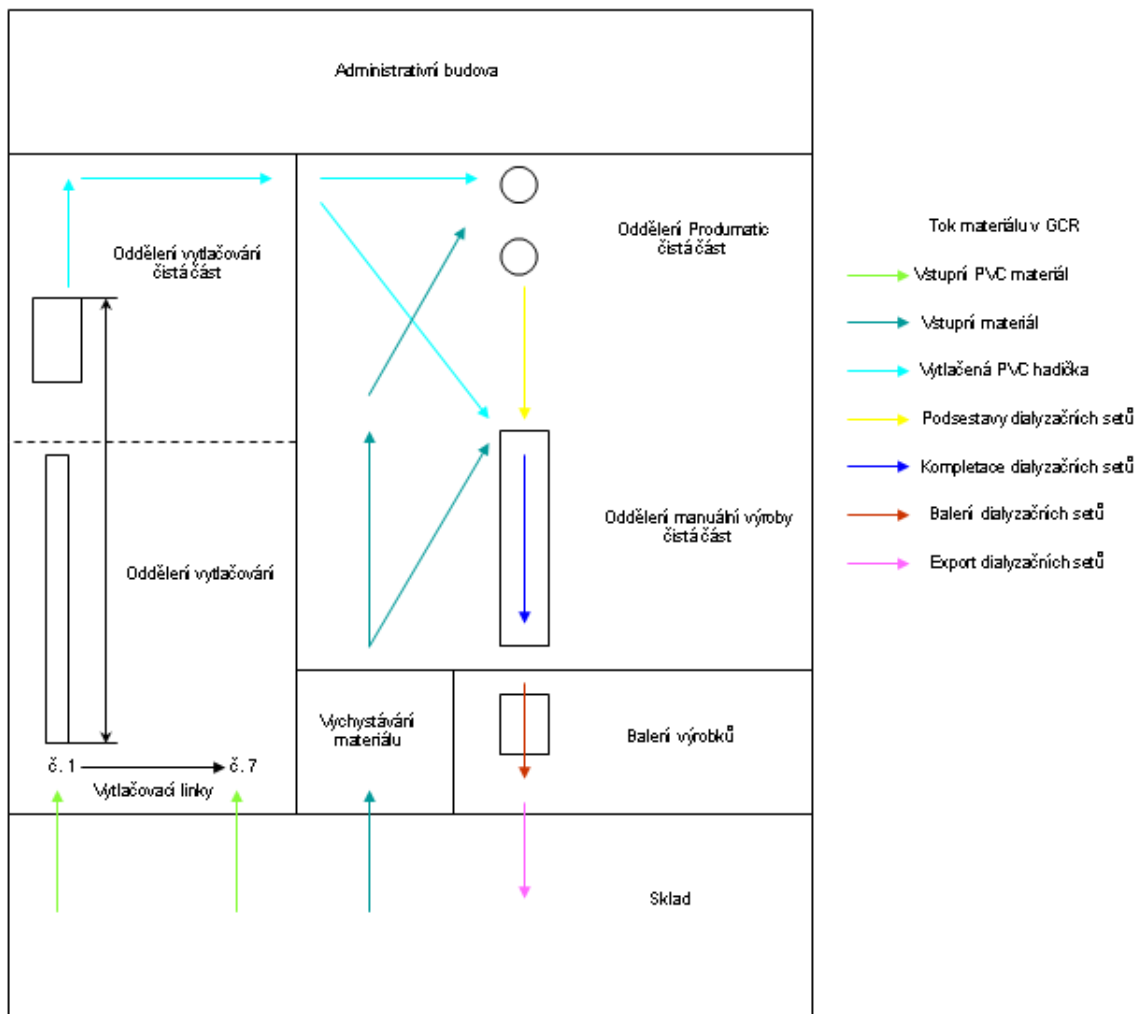 Administrativní budova
Oddělení vytlačování
čistá část
Oddělení Produmatic
čistá část
Oddělení vytlačování
Oddělení manuální výroby
čistá část
Vychystávání
materiálu
Balení výrobků
č. 1
č. 7
Vytlačovací linky
Sklad
Tok materiálu v GCR
Vstupní PVC materiál
Vstupní materiál
Vytlačená PVC hadička
Podsestavy dialyzačních setů
Kompletace dialyzačních setů
Balení dialyzačních setů
Export dialyzačních setů